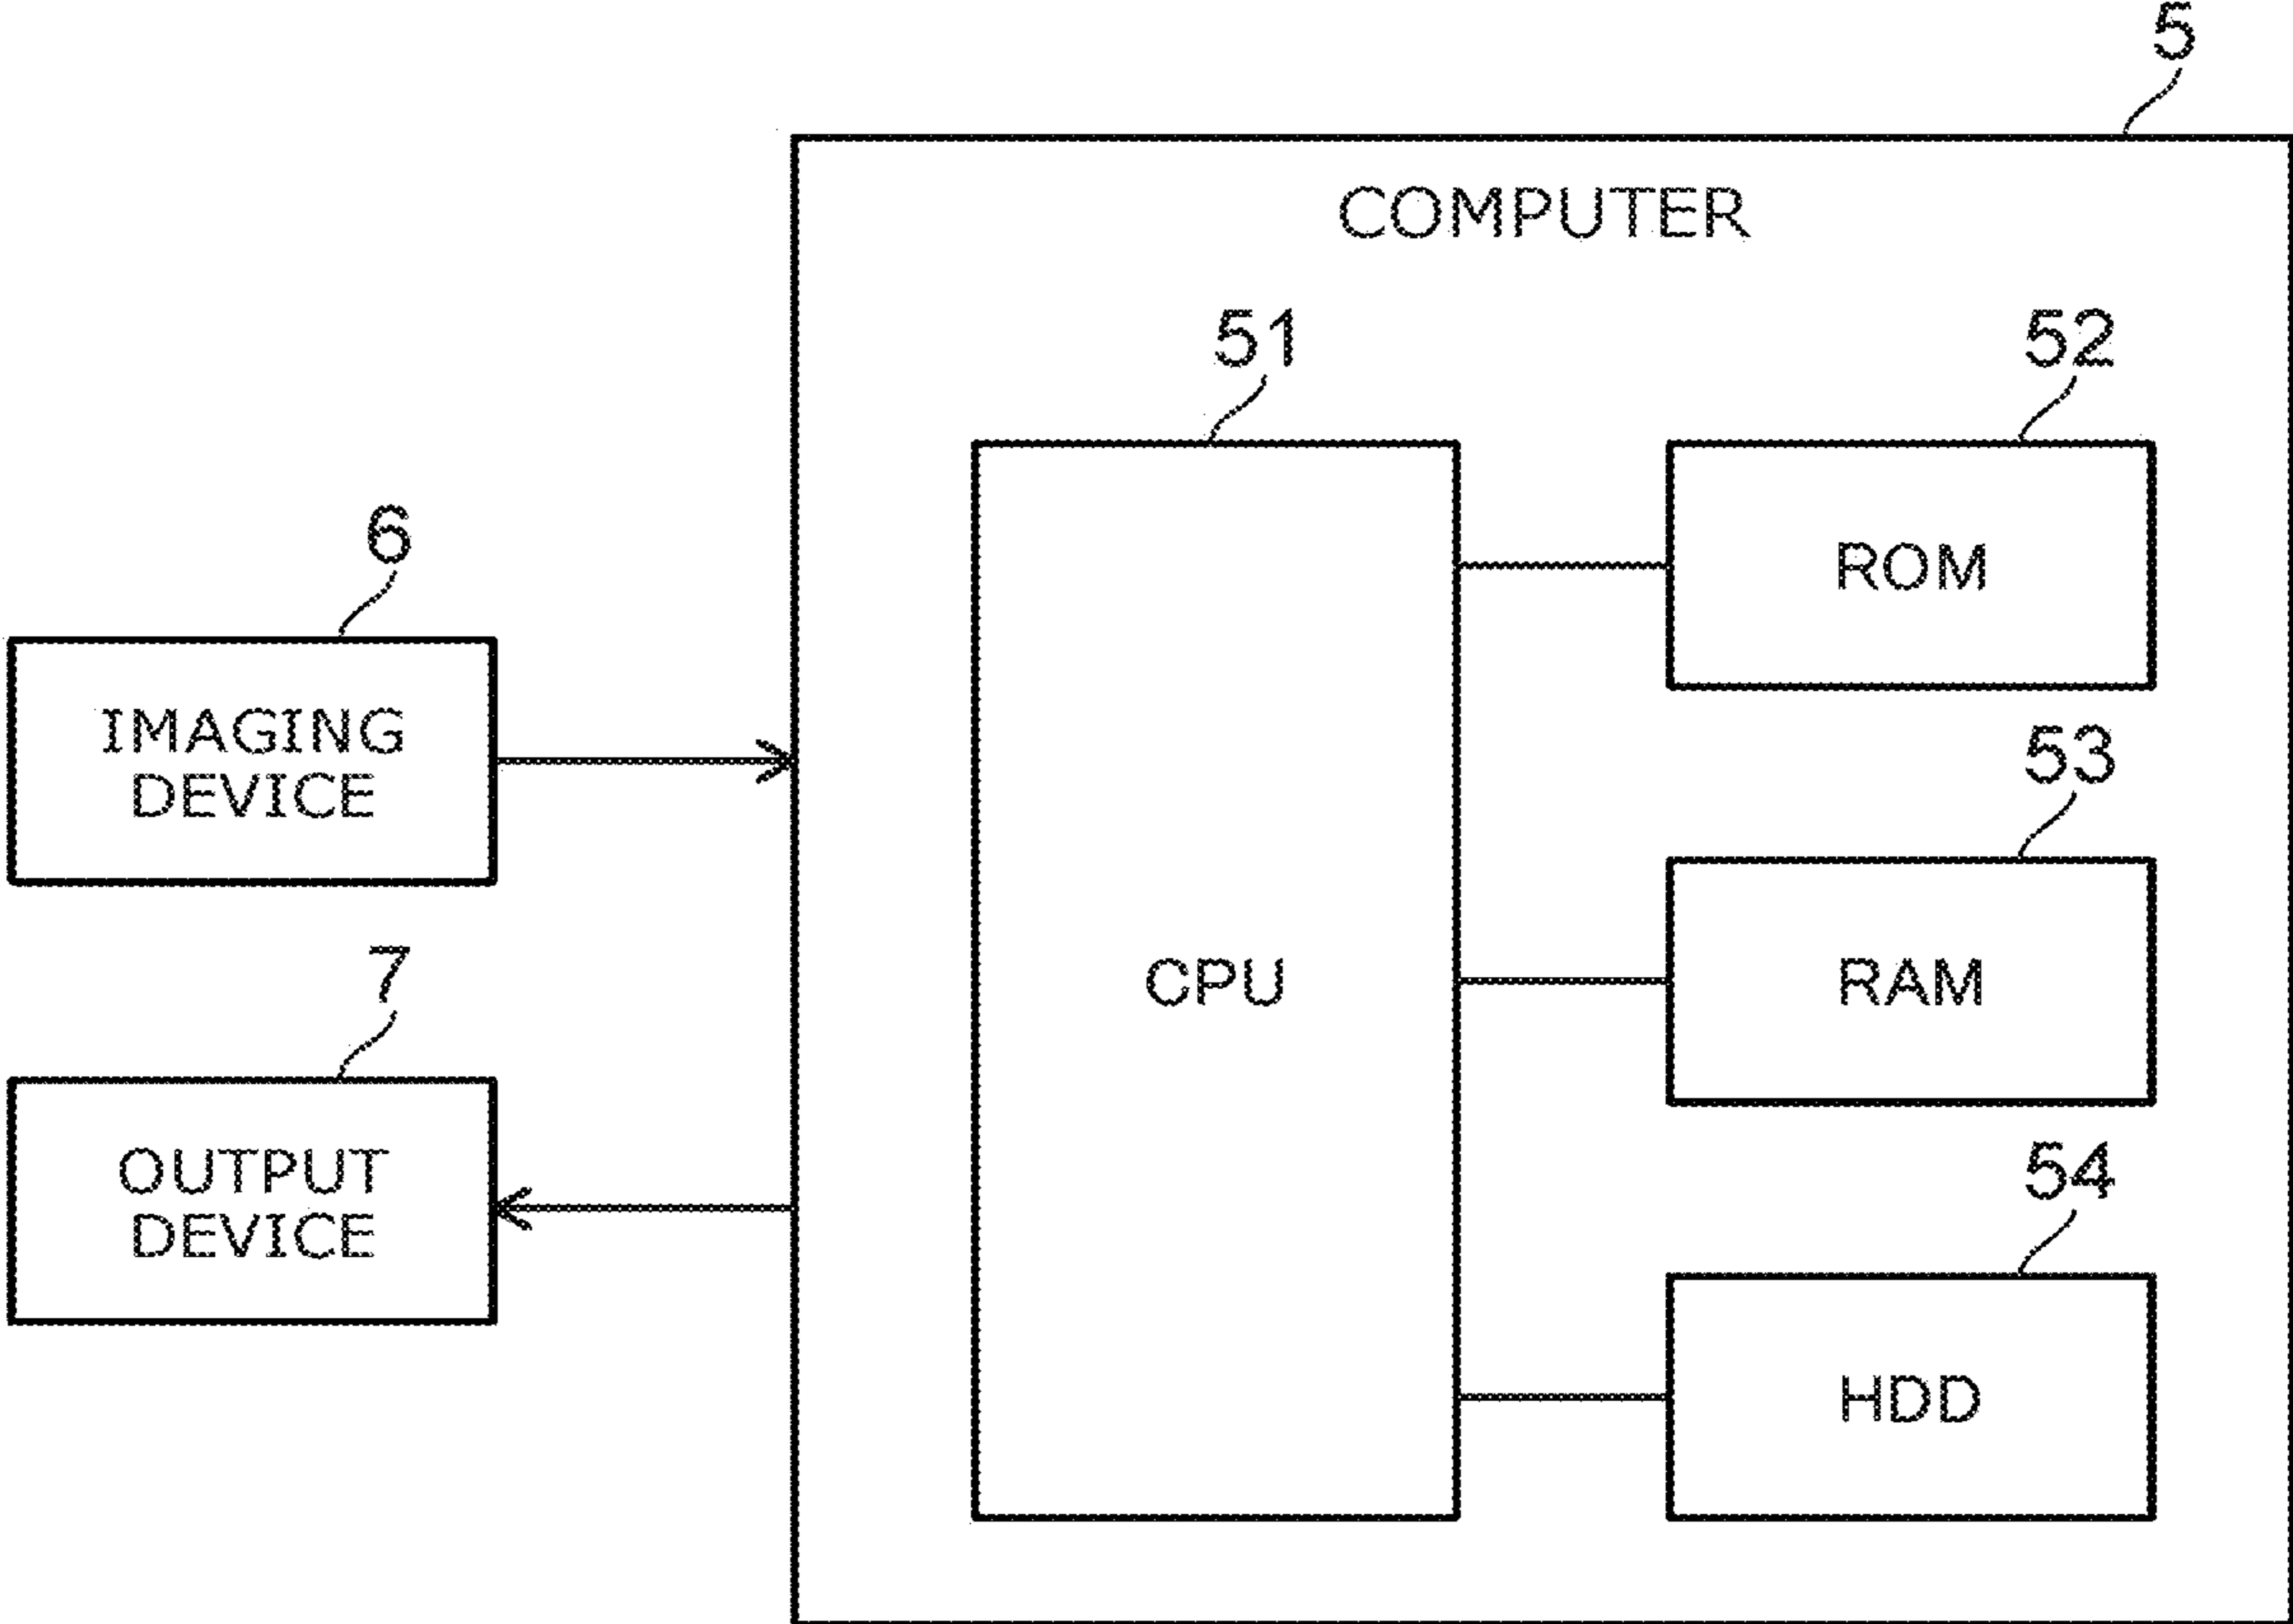 5
COMPUTER
51
52
6
ROM
IMAGING
DEVICE
53
7
CPU
RAM
OUTPUT
DEVICE
54
HDD